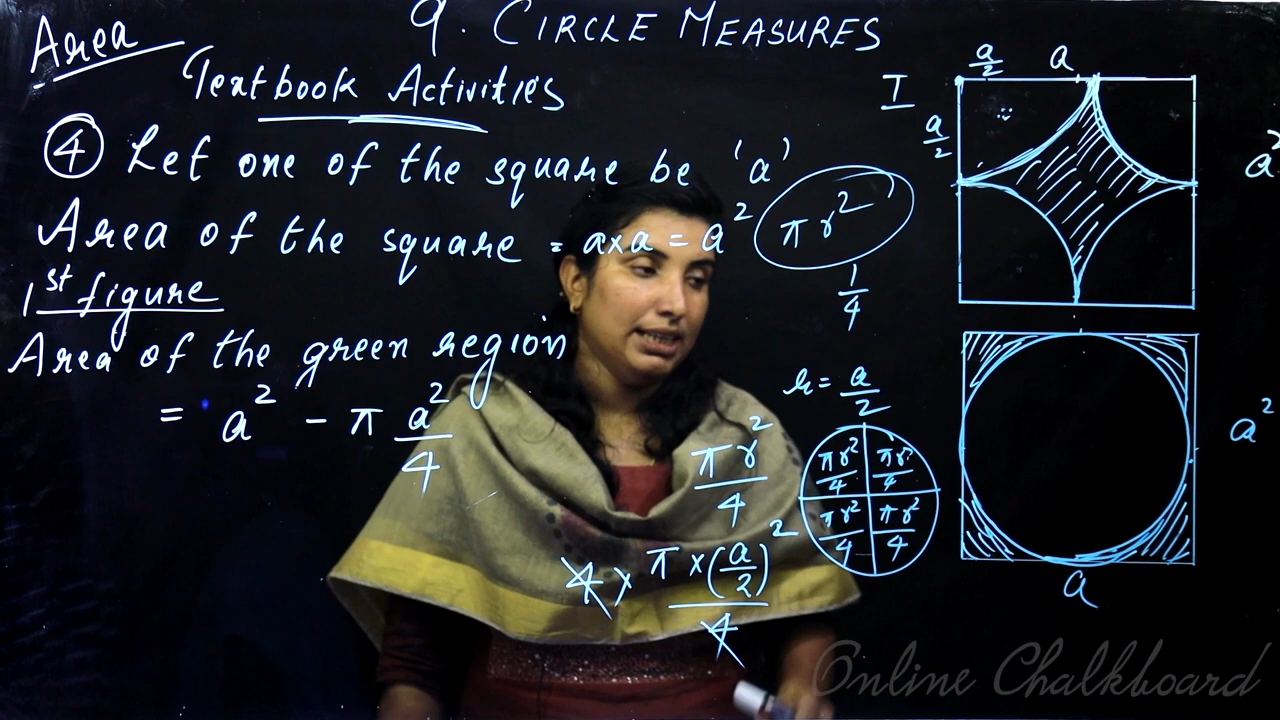 9. CIRCLE MEASURES
Area
Textbook Activities
④ Let one of the square be 'a'
Area of the square = a×a = a²
πr²
1/4
1st figure
Area of the green region
= a² - π a²/4
r = a/2
πr²/4
πr²/4 πr²/4
πr²/4 πr²/4
4 × π×(a/2)²/4
I
a/2 a
a/2
a²
a²
a
Online Chalkboard